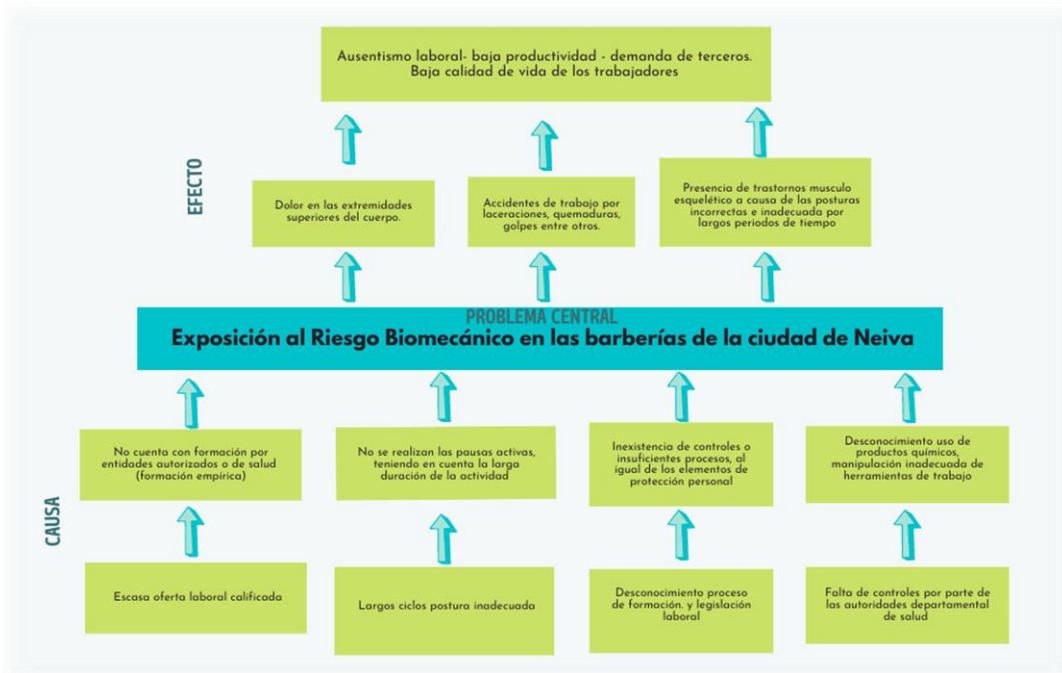 Ausentismo laboral- baja productividad - demanda de terceros.
Baja calidad de vida de los trabajadores
EFECTO
Dolor en las extremidades
superiores del cuerpo.
Accidentes de trabajo por
laceraciones, quemaduras,
golpes entre otros.
Presencia de trastornos musculo
esquelético a causa de las posturas
incorrectas e inadecuada por
largos periodos de tiempo
PROBLEMA CENTRAL
Exposición al Riesgo Biomecánico en las barberías de la ciudad de Neiva
CAUSA
No cuenta con formación por
entidades autorizados o de salud
(formación empírica)
No se realizan las pausas activas,
teniendo en cuenta la larga
duración de la actividad
Inexistencia de controles o
insuficientes procesos, al
igual de los elementos de
protección personal
Desconocimiento uso de
productos químicos,
manipulación inadecuada de
herramientas de trabajo
Escasa oferta laboral calificada
Largos ciclos postura inadecuada
Desconocimiento proceso
de formación. y legislación
laboral
Falta de controles por parte de
las autoridades departamental
de salud